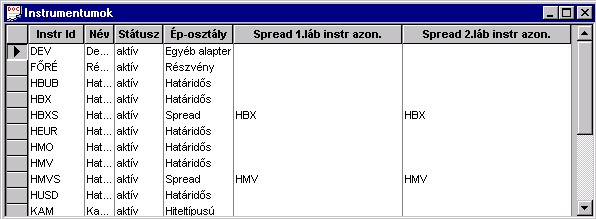 Instrumentumok
Instr Id Név Státusz Ép-osztály Spread 1.láb instr azon. Spread 2.láb instr azon.
DEV De... aktív Egyéb alapter
FŐRÉ Ré... aktív Részvény
HBUB Hat... aktív Határidős
HBX Hat... aktív Határidős
HBXS Hat... aktív Spread HBX HBX
HEUR Hat... aktív Határidős
HMO Hat... aktív Határidős
HMV Hat... aktív Határidős
HMVS Hat... aktív Spread HMV HMV
HUSD Hat... aktív Határidős
KAM Ka... aktív Hiteltípusú